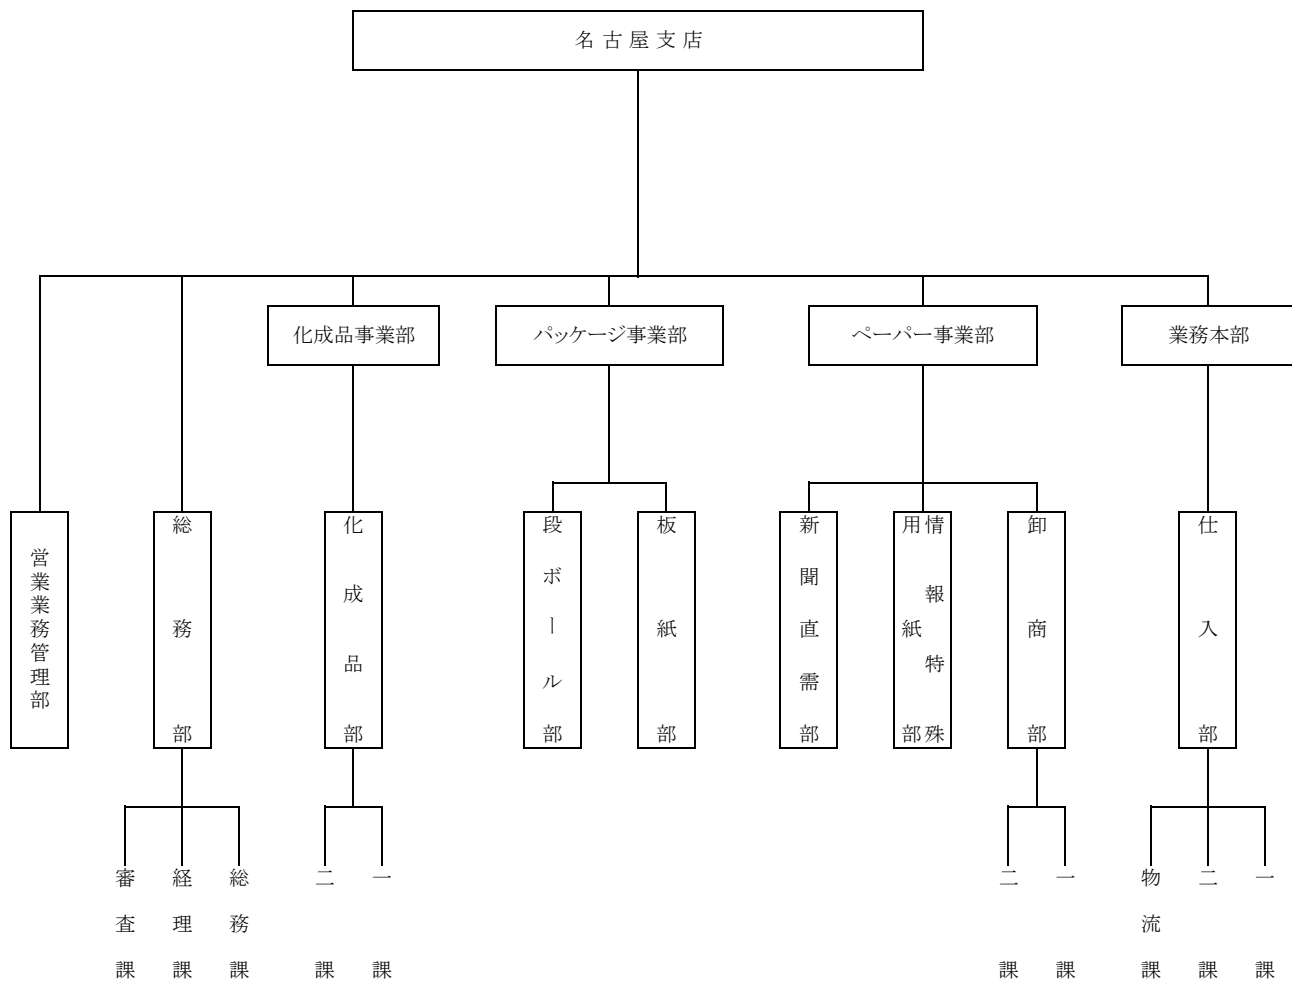 名古屋支店
化成品事業部
パッケージ事業部
ペーパー事業部
業務本部
営業業務管理部
総務部
化成品部
段ボール部
板紙部
新聞直需部
情報特殊
用紙部
卸商部
仕入部
審査課
経理課
総務課
二課
一課
二課
一課
物流課
二課
一課